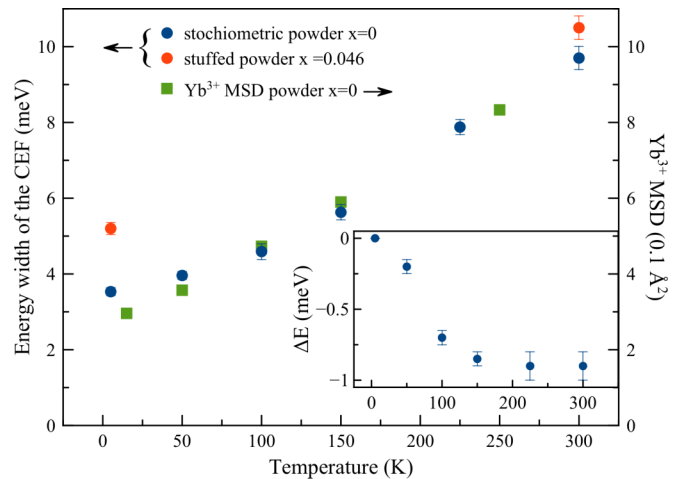 stochiometric powder x=0
stuffed powder x =0.046
Yb³⁺ MSD powder x=0
Energy width of the CEF (meV)
10
8
6
4
2
0
10
8
6
4
2
0
Yb³⁺ MSD (0.1 Å²)
ΔE (meV)
0
−0.5
−1
0 100 200 300
0 50 100 150 200 250 300
Temperature (K)